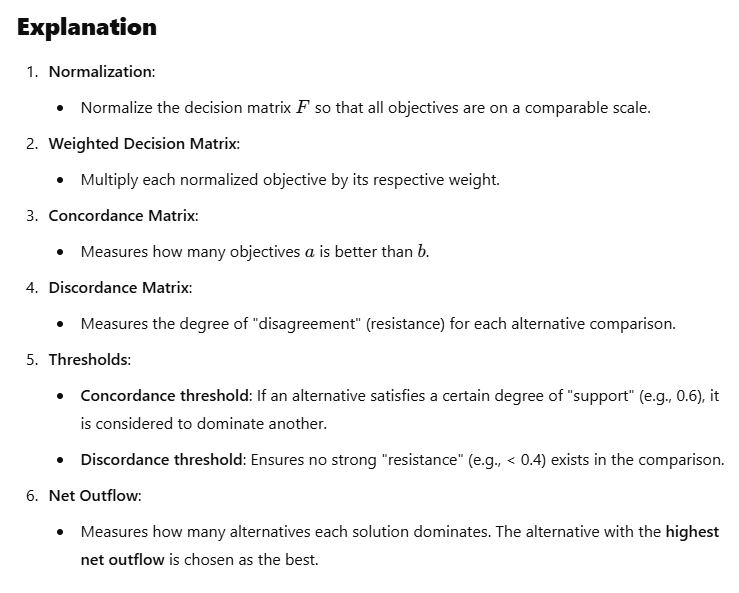 Explanation
1. Normalization:
• Normalize the decision matrix F so that all objectives are on a comparable scale.
2. Weighted Decision Matrix:
• Multiply each normalized objective by its respective weight.
3. Concordance Matrix:
• Measures how many objectives a is better than b.
4. Discordance Matrix:
• Measures the degree of "disagreement" (resistance) for each alternative comparison.
5. Thresholds:
• Concordance threshold: If an alternative satisfies a certain degree of "support" (e.g., 0.6), it
is considered to dominate another.
• Discordance threshold: Ensures no strong "resistance" (e.g., < 0.4) exists in the comparison.
6. Net Outflow:
• Measures how many alternatives each solution dominates. The alternative with the highest
net outflow is chosen as the best.